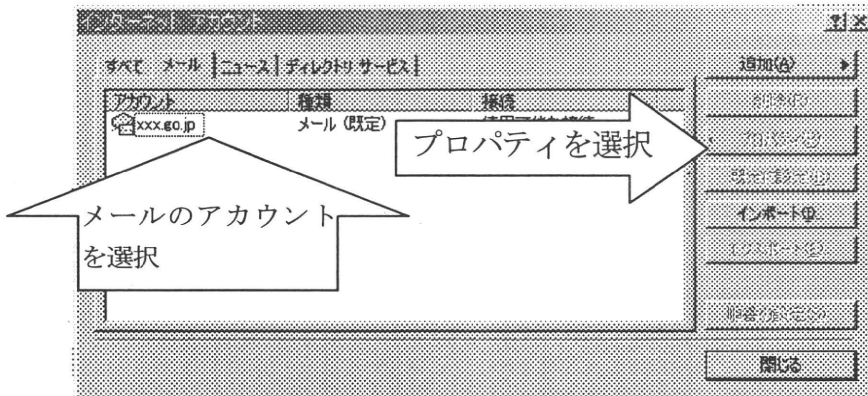 インターネット アカウント
すべて メール ニュース ディレクトリ サービス
アカウント 種類 接続
xxx.go.jp メール (既定)
追加(A)
プロパティを選択
メールのアカウント
を選択
インポート(I)...
閉じる